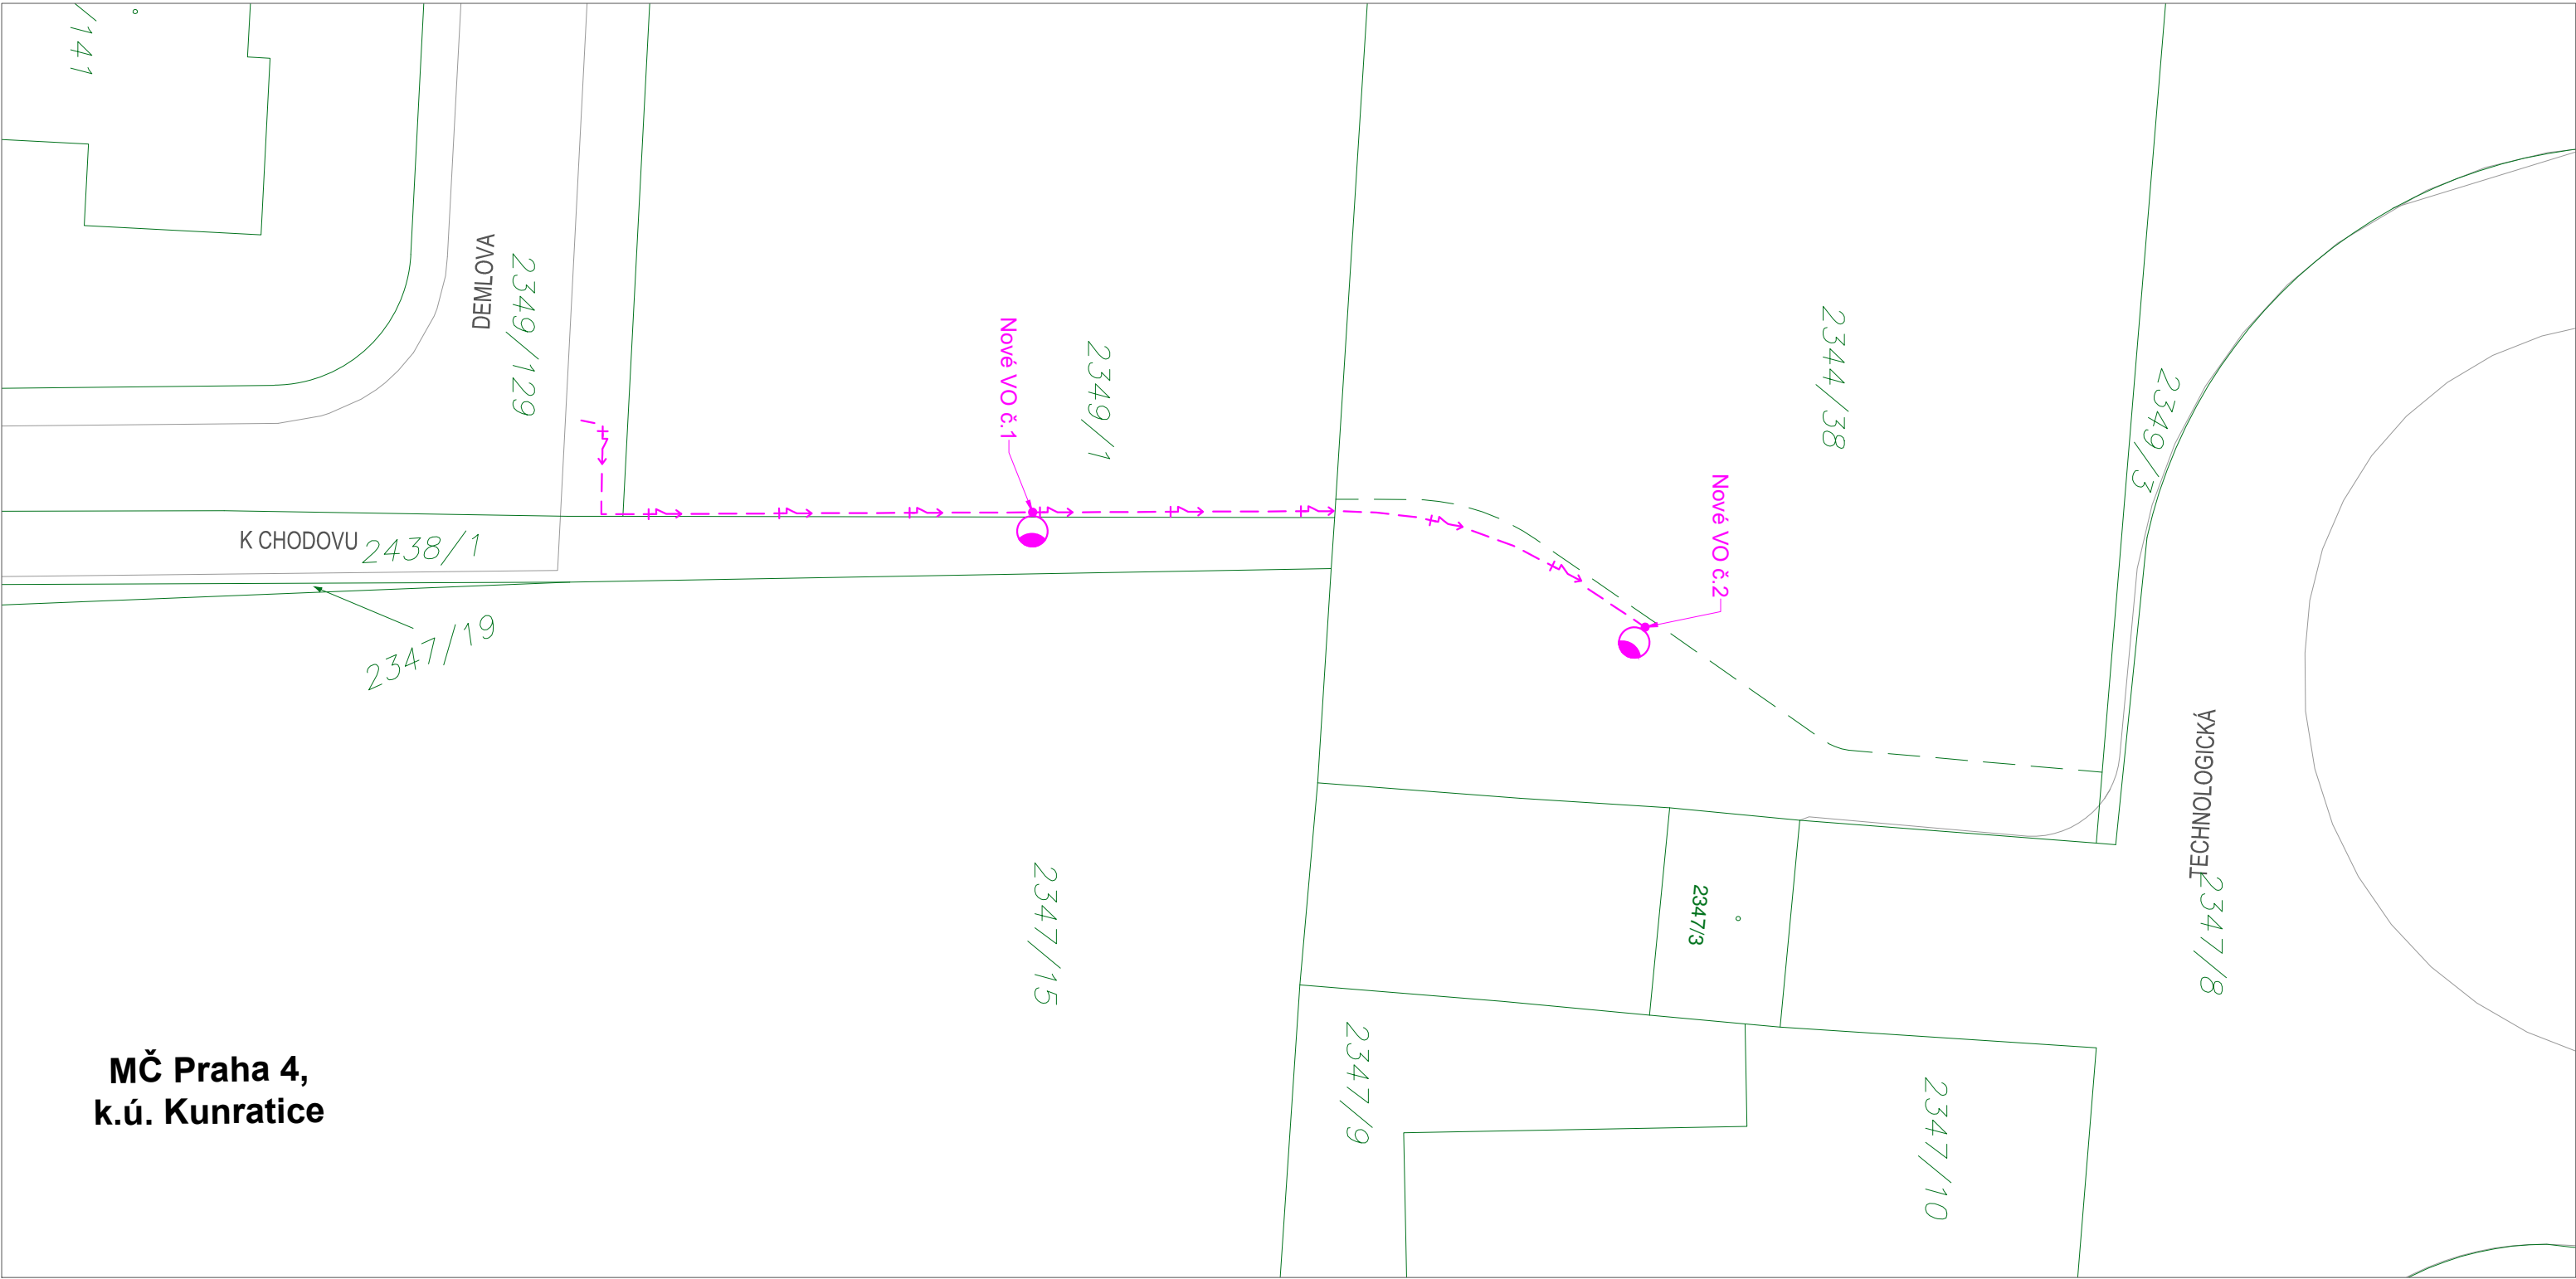 /141
DEMLOVA
2349/129
Nové VO č.1
2349/1
2344/38
2349/3
Nové VO č.2
K CHODOVU
2438/1
2347/19
TECHNOLOGICKÁ
2347/8
2347/3
2347/15
2347/9
2347/10
MČ Praha 4,
k.ú. Kunratice